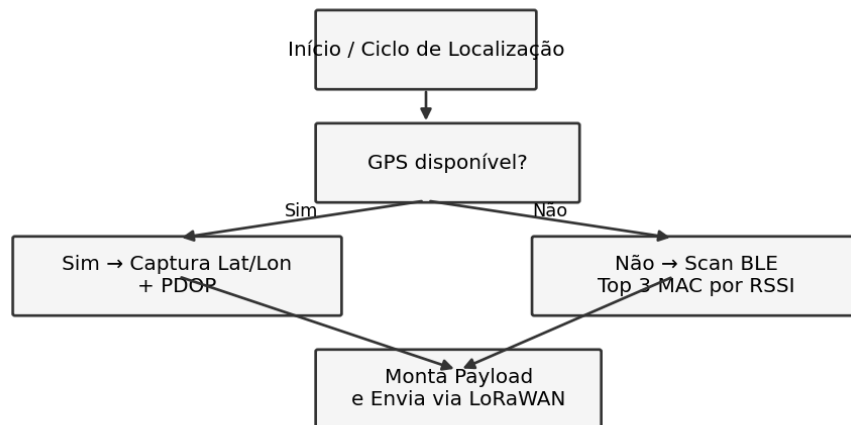 Início / Ciclo de Localização
GPS disponível?
Sim
Não
Sim → Captura Lat/Lon
+ PDOP
Não → Scan BLE
Top 3 MAC por RSSI
Monta Payload
e Envia via LoRaWAN